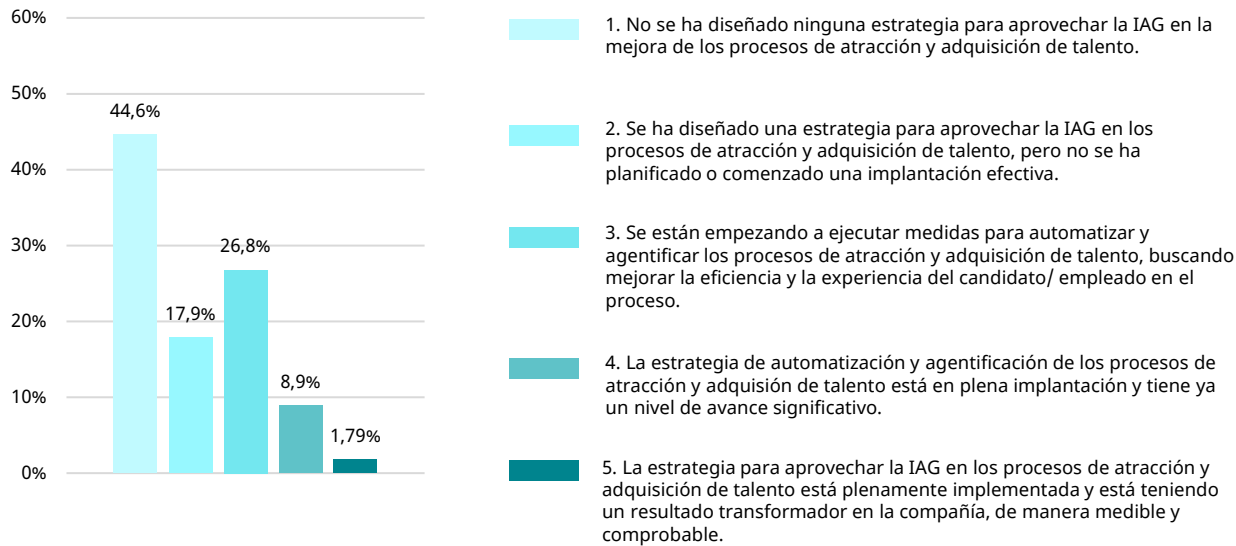 60%
50%
40%
30%
20%
10%
0%
44,6%
17,9%
26,8%
8,9%
1,79%
1. No se ha diseñado ninguna estrategia para aprovechar la IAG en la
mejora de los procesos de atracción y adquisición de talento.
2. Se ha diseñado una estrategia para aprovechar la IAG en los
procesos de atracción y adquisición de talento, pero no se ha
planificado o comenzado una implantación efectiva.
3. Se están empezando a ejecutar medidas para automatizar y
agentificar los procesos de atracción y adquisición de talento, buscando
mejorar la eficiencia y la experiencia del candidato/ empleado en el
proceso.
4. La estrategia de automatización y agentificación de los procesos de
atracción y adquisión de talento está en plena implantación y tiene ya
un nivel de avance significativo.
5. La estrategia para aprovechar la IAG en los procesos de atracción y
adquisición de talento está plenamente implementada y está teniendo
un resultado transformador en la compañía, de manera medible y
comprobable.